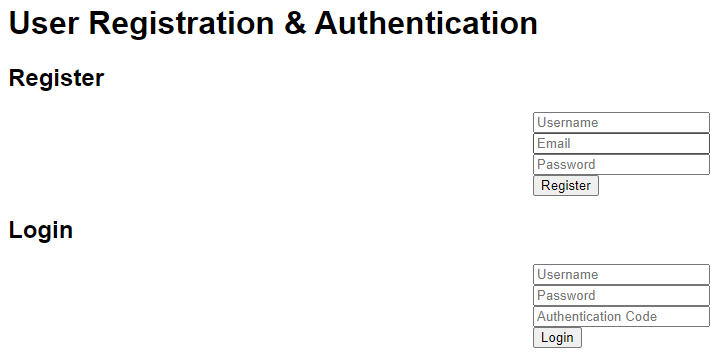 User Registration & Authentication
Register
Username
Email
Password
Register
Login
Username
Password
Authentication Code
Login